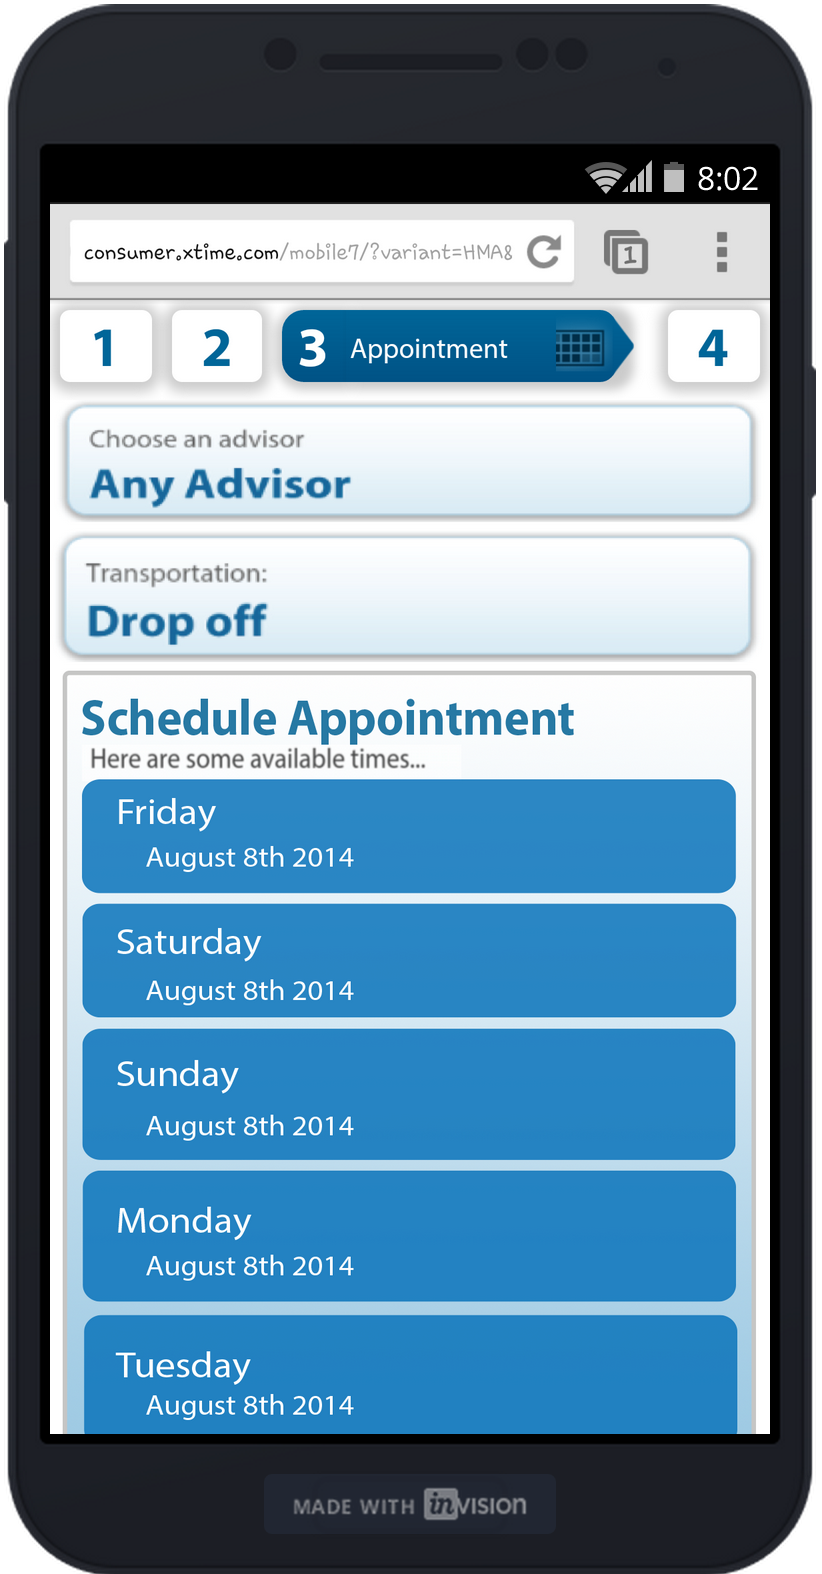 8:02
consumer.xtime.com/mobile7/?variant=HMA&
1
1
2
3 Appointment
4
Choose an advisor
Any Advisor
Transportation:
Drop off
Schedule Appointment
Here are some available times...
Friday
August 8th 2014
Saturday
August 8th 2014
Sunday
August 8th 2014
Monday
August 8th 2014
Tuesday
August 8th 2014
MADE WITH inVISION